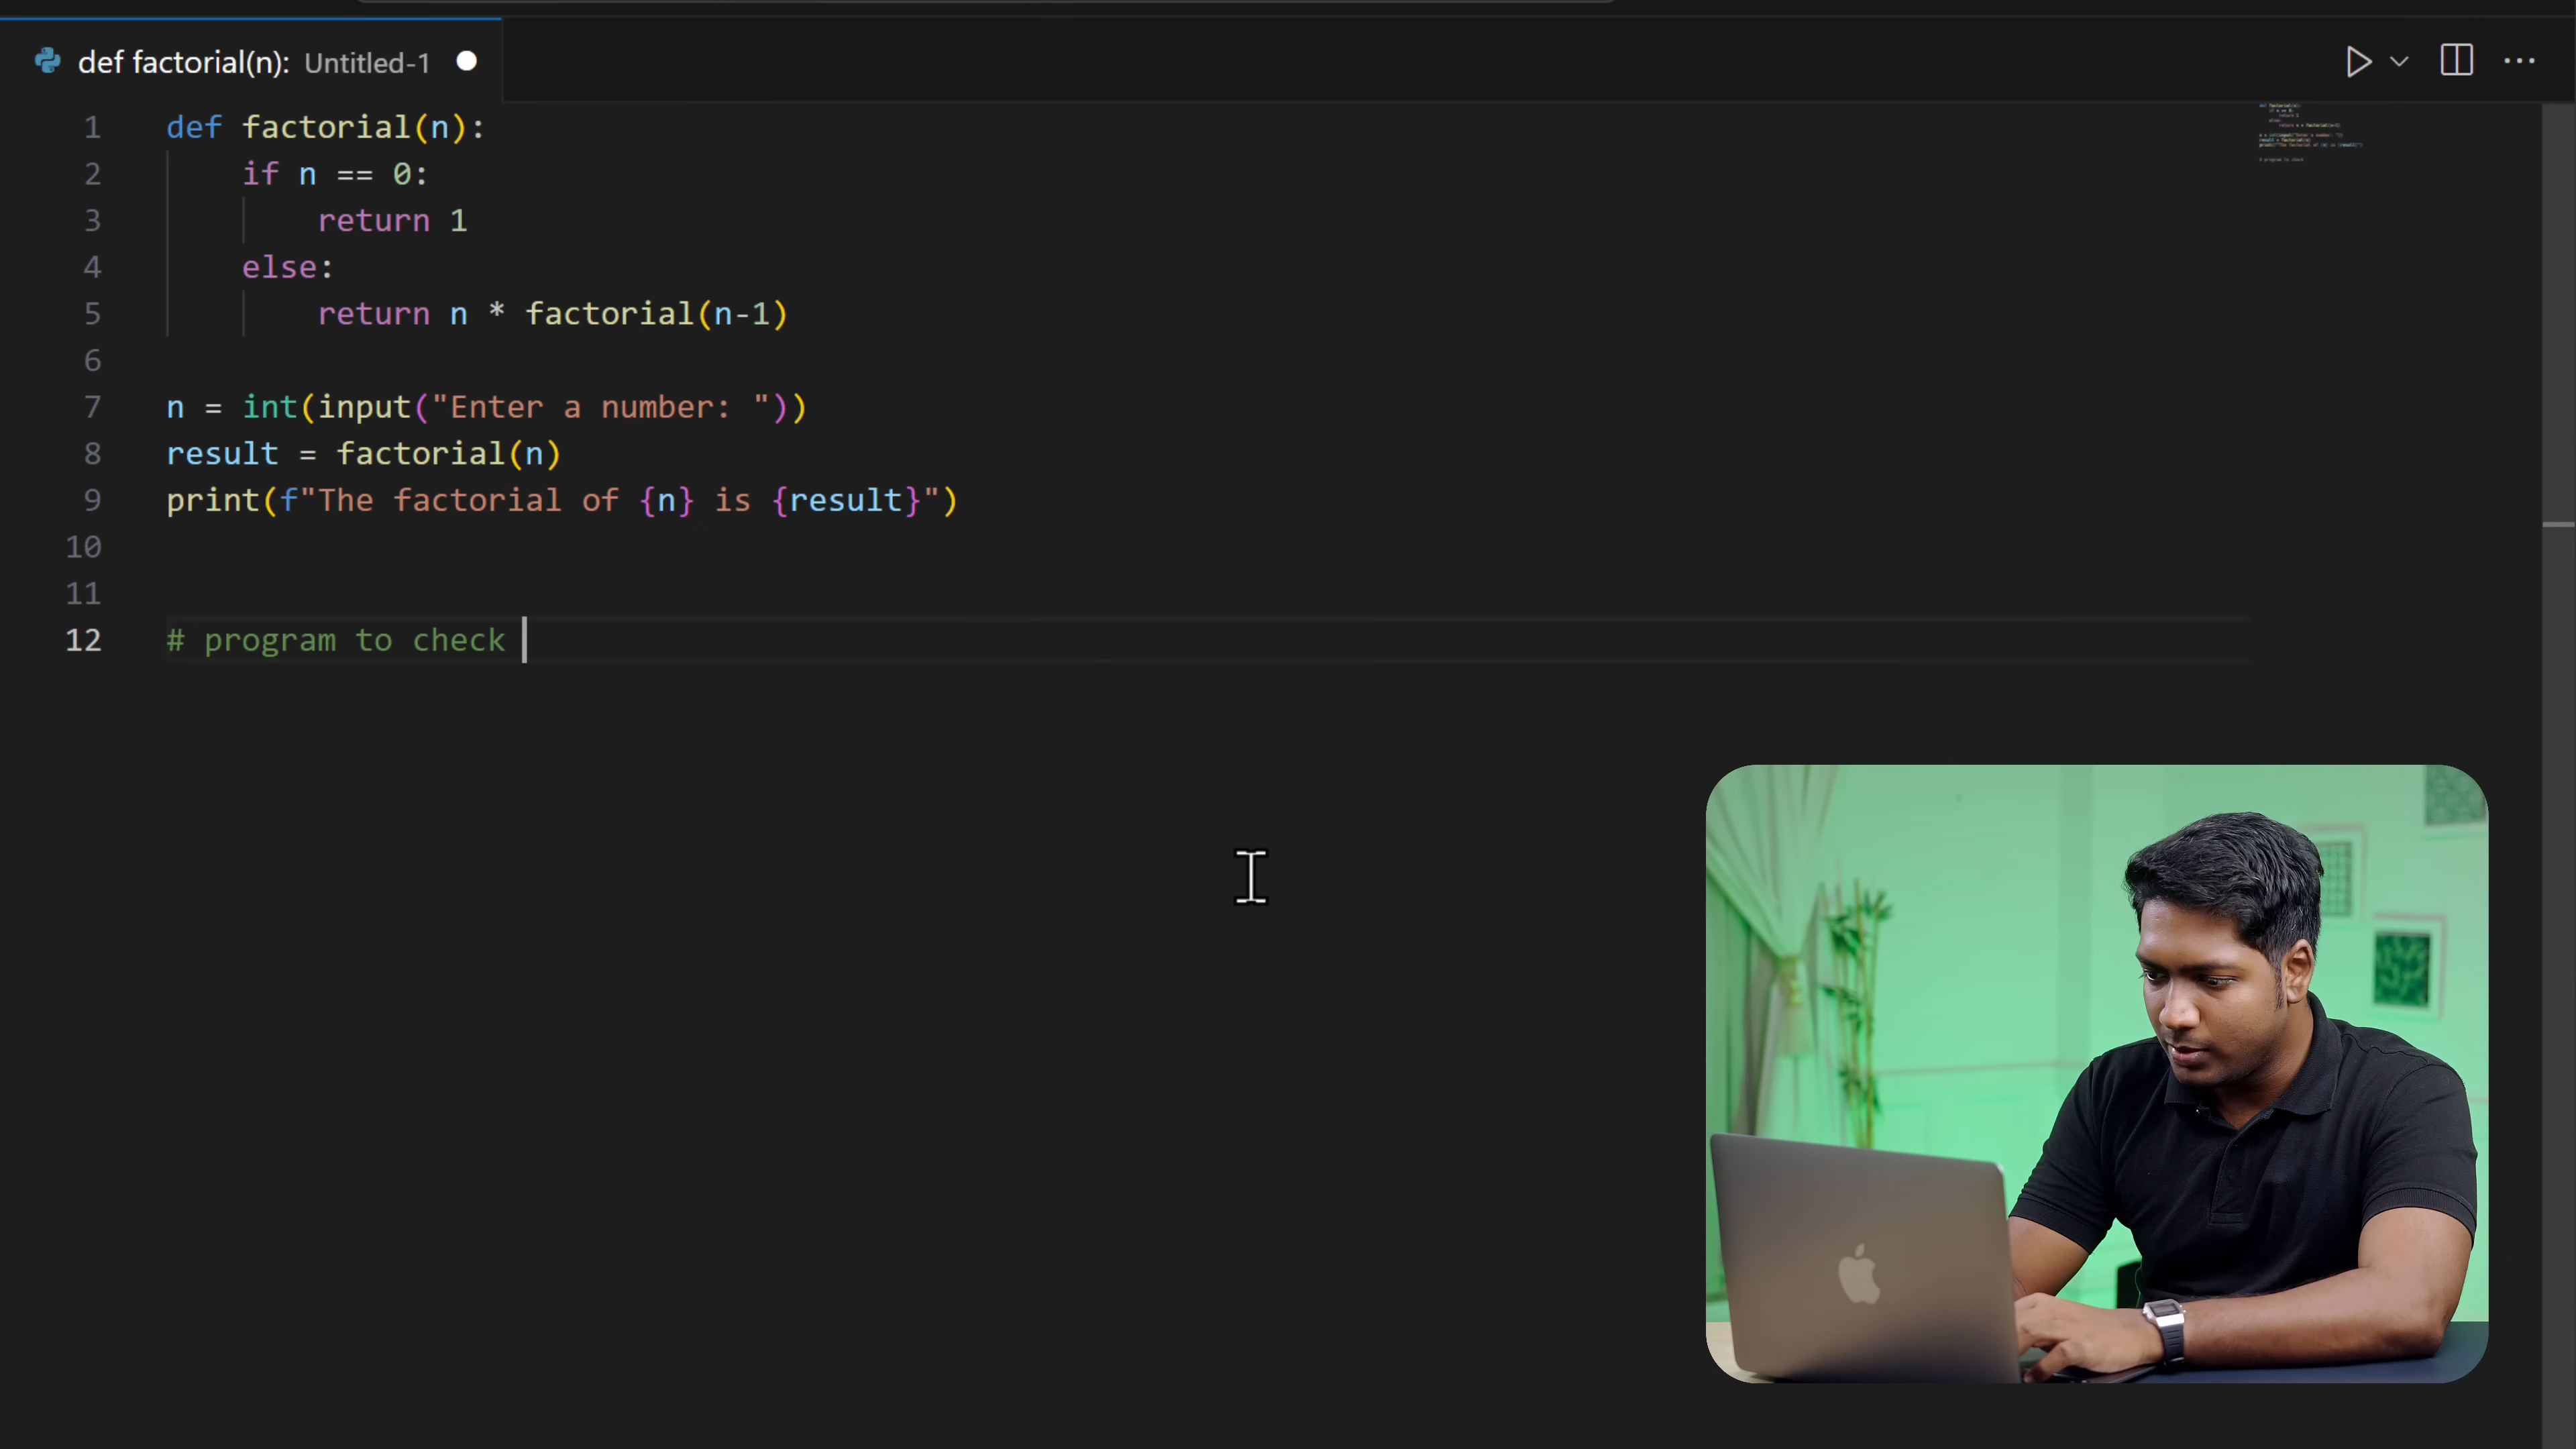 def factorial(n): Untitled-1
1 def factorial(n):
2     if n == 0:
3         return 1
4     else:
5         return n * factorial(n-1)
6
7 n = int(input("Enter a number: "))
8 result = factorial(n)
9 print(f"The factorial of {n} is {result}")
10
11
12 # program to check